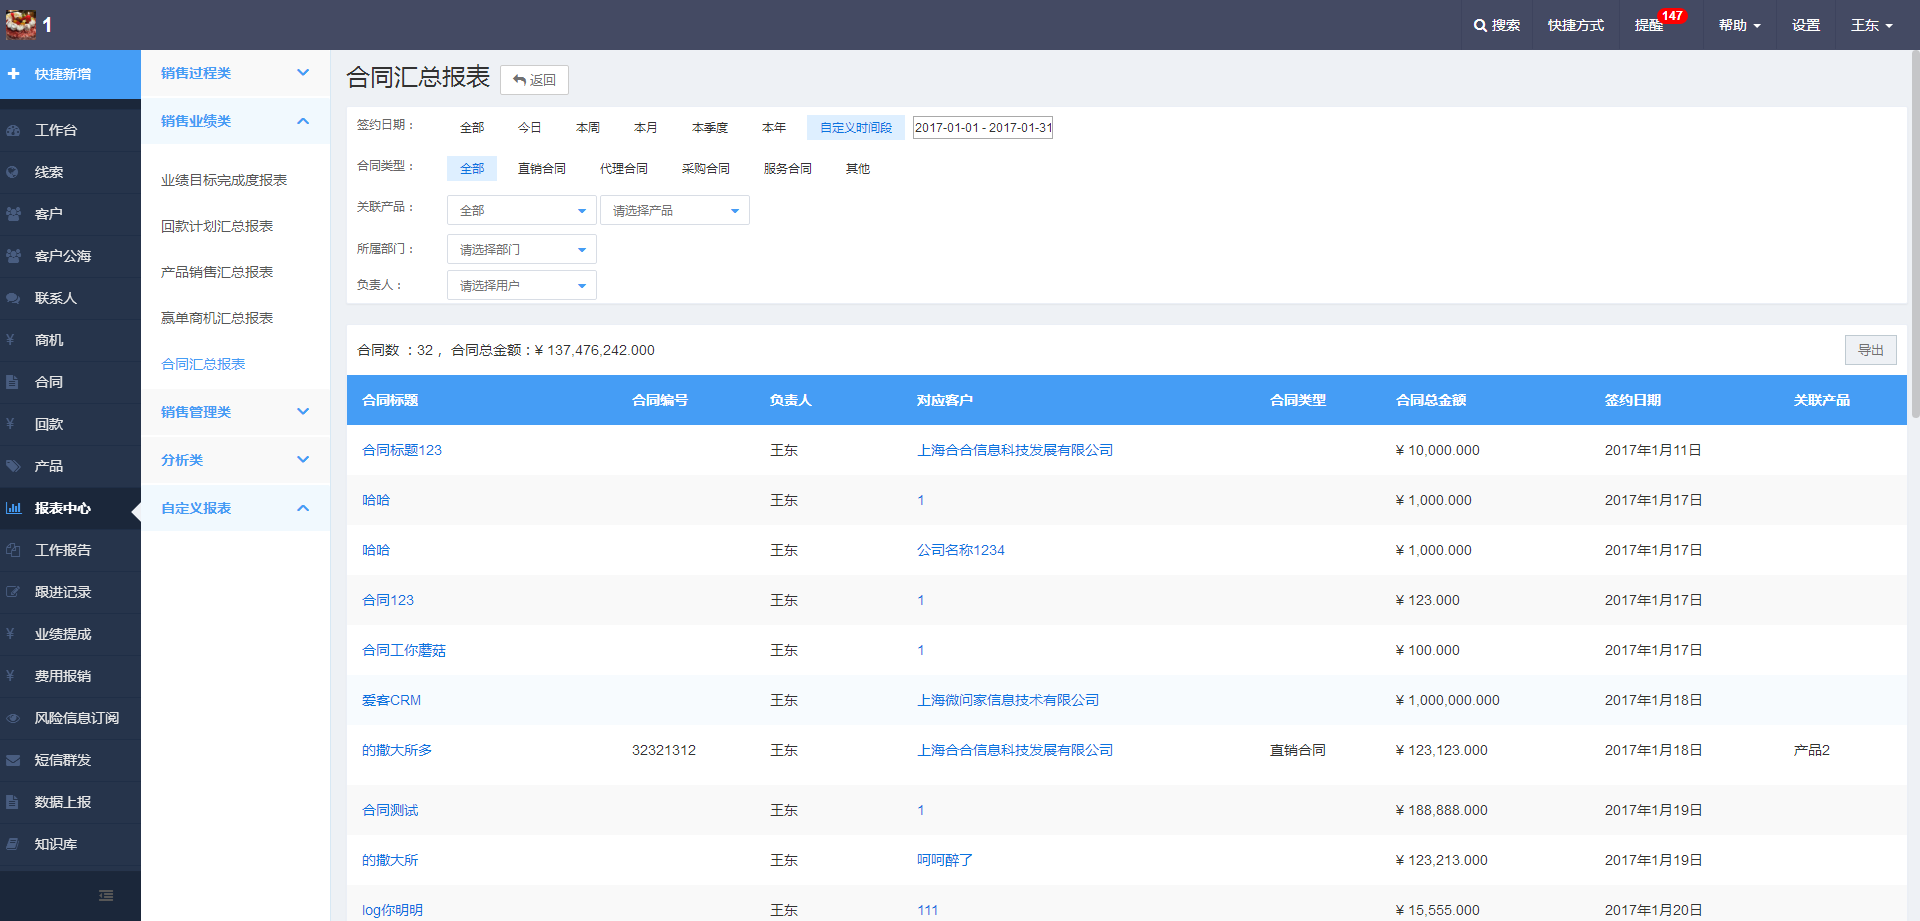 1
搜索
快捷方式
提醒
147
帮助
设置
王东
快捷新增
工作台
线索
客户
客户公海
联系人
商机
合同
回款
产品
报表中心
工作报告
跟进记录
业绩提成
费用报销
风险信息订阅
短信群发
数据上报
知识库
销售过程类
销售业绩类
业绩目标完成度报表
回款计划汇总报表
产品销售汇总报表
赢单商机汇总报表
合同汇总报表
销售管理类
分析类
自定义报表
合同汇总报表 返回
签约日期： 全部 今日 本周 本月 本季度 本年 自定义时间段 2017-01-01 - 2017-01-31
合同类型： 全部 直销合同 代理合同 采购合同 服务合同 其他
关联产品： 全部 请选择产品
所属部门： 请选择部门
负责人： 请选择用户
合同数 ：32 ，合同总金额：¥ 137,476,242.000 导出
合同标题 合同编号 负责人 对应客户 合同类型 合同总金额 签约日期 关联产品
合同标题123 王东 上海合合信息科技发展有限公司 ¥ 10,000.000 2017年1月11日
哈哈 王东 1 ¥ 1,000.000 2017年1月17日
哈哈 王东 公司名称1234 ¥ 1,000.000 2017年1月17日
合同123 王东 1 ¥ 123.000 2017年1月17日
合同工你蘑菇 王东 1 ¥ 100.000 2017年1月17日
爱客CRM 王东 上海微问家信息技术有限公司 ¥ 1,000,000.000 2017年1月18日
的撒大所多 32321312 王东 上海合合信息科技发展有限公司 直销合同 ¥ 123,123.000 2017年1月18日 产品2
合同测试 王东 1 ¥ 188,888.000 2017年1月19日
的撒大所 王东 呵呵醉了 ¥ 123,213.000 2017年1月19日
log你明明 王东 111 ¥ 15,555.000 2017年1月20日